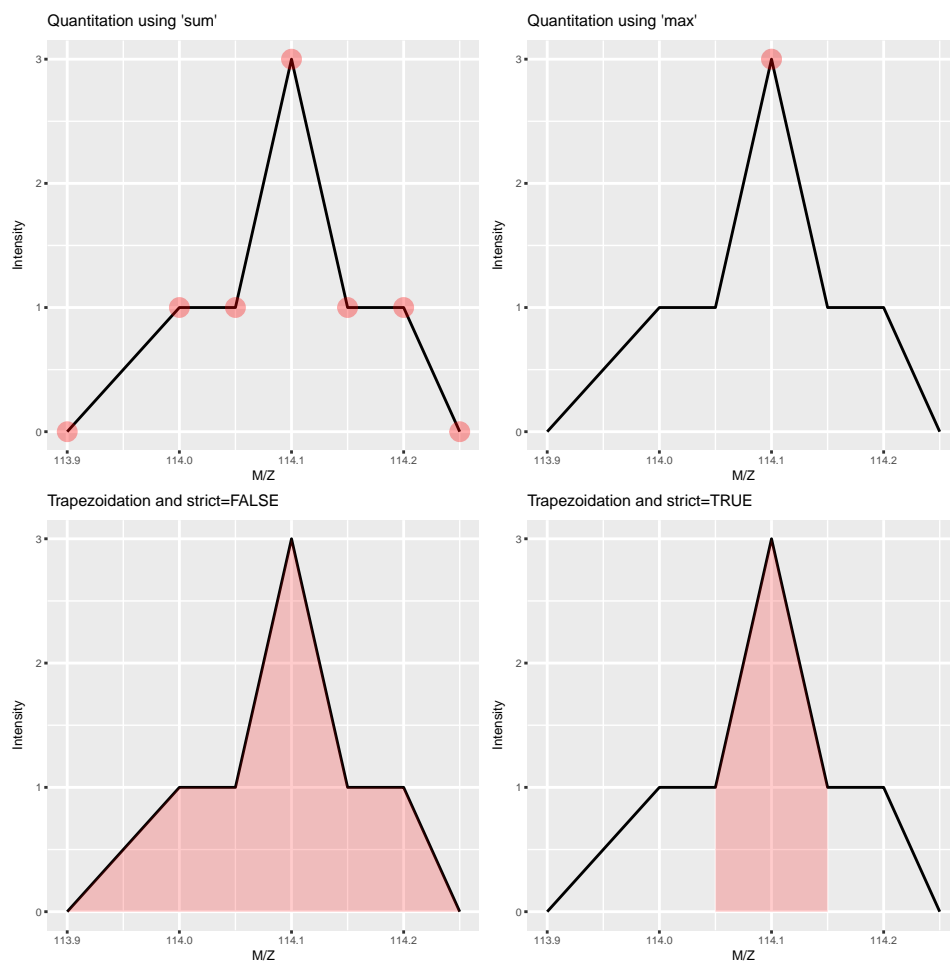 Quantitation using 'sum'
3
2
1
0
Intensity
113.9 114.0 114.1 114.2
M/Z
Quantitation using 'max'
3
2
1
0
Intensity
113.9 114.0 114.1 114.2
M/Z
Trapezoidation and strict=FALSE
3
2
1
0
Intensity
113.9 114.0 114.1 114.2
M/Z
Trapezoidation and strict=TRUE
3
2
1
0
Intensity
113.9 114.0 114.1 114.2
M/Z